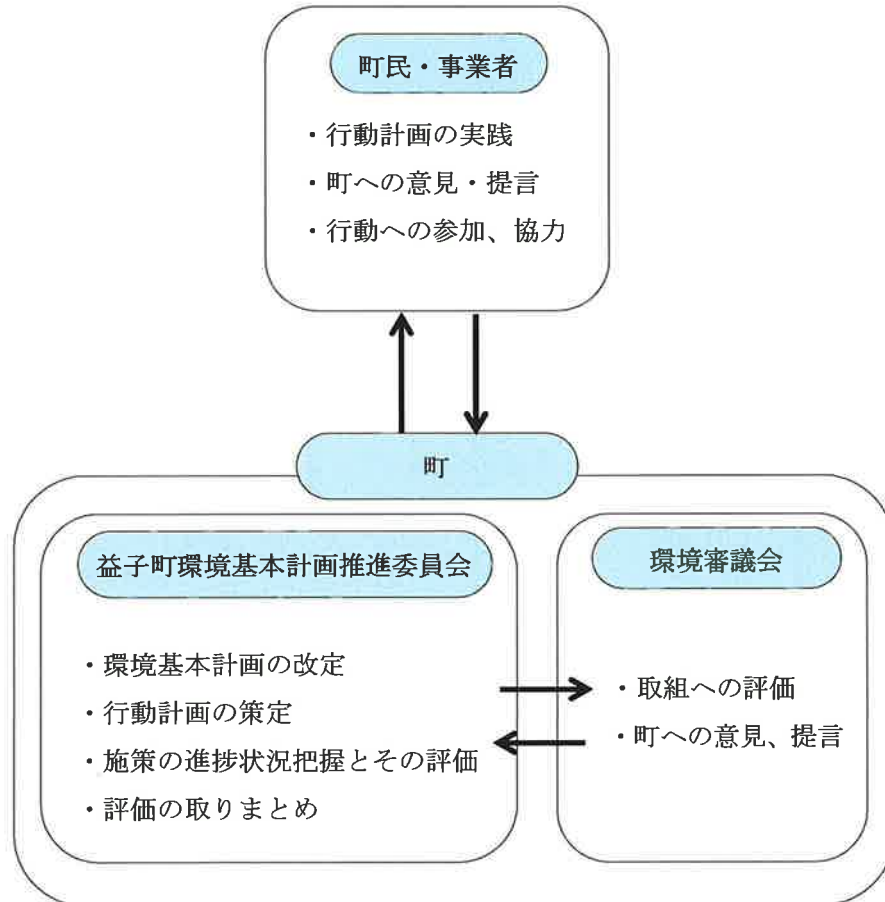 町民・事業者
・行動計画の実践
・町への意見・提言
・行動への参加、協力
町
益子町環境基本計画推進委員会
・環境基本計画の改定
・行動計画の策定
・施策の進捗状況把握とその評価
・評価の取りまとめ
環境審議会
・取組への評価
・町への意見、提言